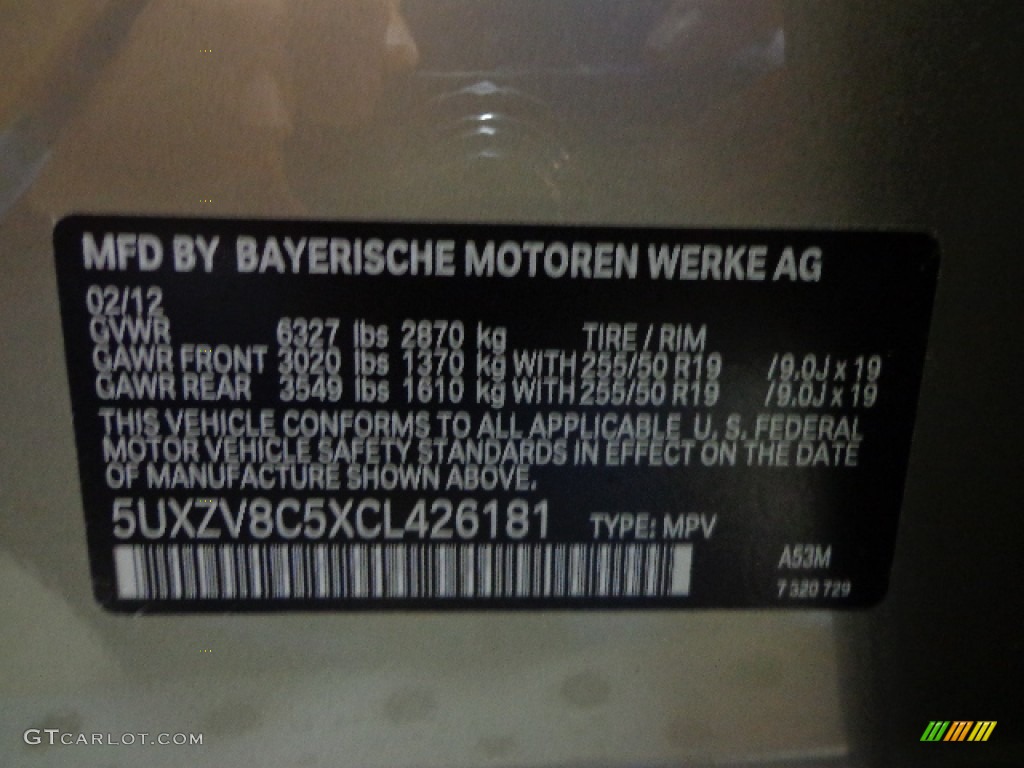 MFD BY BAYERISCHE MOTOREN WERKE AG
02/12
GVWR 6327 lbs 2870 kg TIRE / RIM
GAWR FRONT 3020 lbs 1370 kg WITH 255/50 R19 /9.0J x 19
GAWR REAR 3549 lbs 1610 kg WITH 255/50 R19 /9.0J x 19
THIS VEHICLE CONFORMS TO ALL APPLICABLE U. S. FEDERAL
MOTOR VEHICLE SAFETY STANDARDS IN EFFECT ON THE DATE
OF MANUFACTURE SHOWN ABOVE.
5UXZV8C5XCL426181 TYPE: MPV
A53M
7 320 729
GTCARLOT.COM